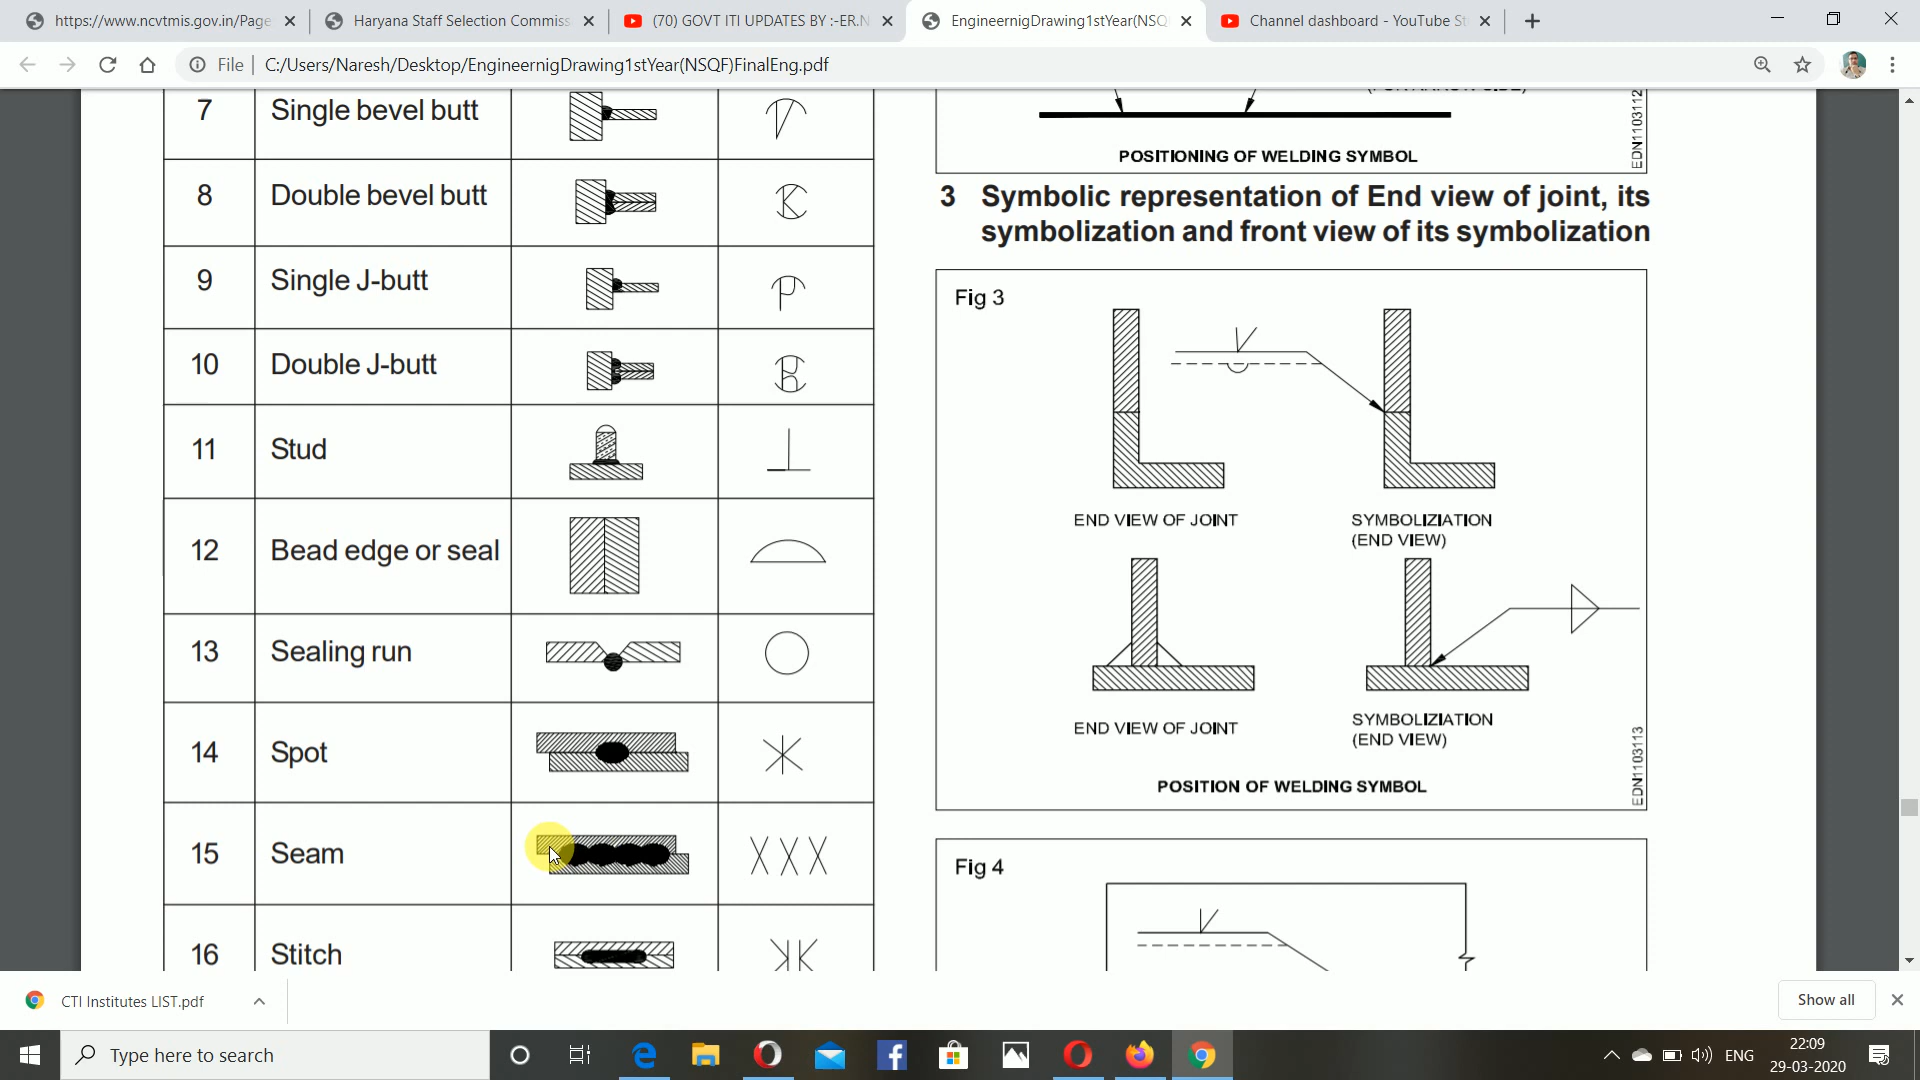 https://www.ncvtmis.gov.in/Page
Haryana Staff Selection Commiss
(70) GOVT ITI UPDATES BY :-ER.N
EngineernigDrawing1stYear(NSQ
Channel dashboard - YouTube St
File
C:/Users/Naresh/Desktop/EngineernigDrawing1stYear(NSQF)FinalEng.pdf
7 Single bevel butt
8 Double bevel butt
9 Single J-butt
10 Double J-butt
11 Stud
12 Bead edge or seal
13 Sealing run
14 Spot
15 Seam
16 Stitch
POSITIONING OF WELDING SYMBOL
EDN1103112
3 Symbolic representation of End view of joint, its
symbolization and front view of its symbolization
Fig 3
END VIEW OF JOINT
SYMBOLIZIATION
(END VIEW)
END VIEW OF JOINT
SYMBOLIZIATION
(END VIEW)
POSITION OF WELDING SYMBOL
EDN1103113
Fig 4
CTI Institutes LIST.pdf
Show all
Type here to search
ENG
22:09
29-03-2020